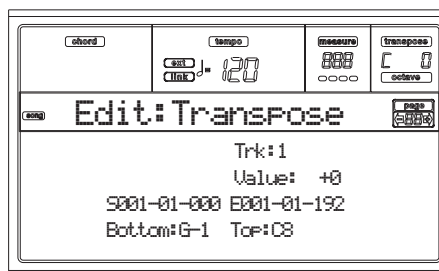 chord tempo measure transpose
ext link ♩= 120 888 C 0
octave
song Edit:Transpose page
Trk:1
Value: +0
S001-01-000 E001-01-192
Bottom:G-1 Top:C8